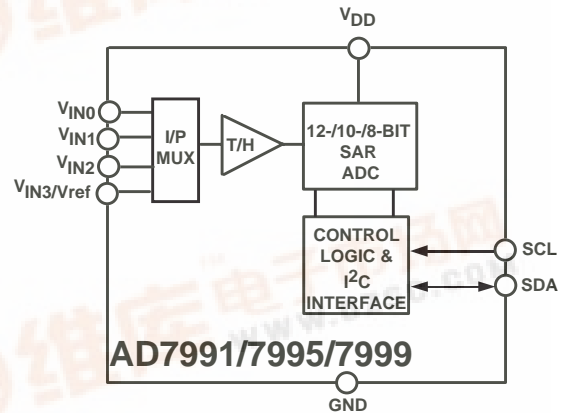 VDD
VIN0
VIN1
VIN2
VIN3/Vref
I/P
MUX
T/H
12-/10-/8-BIT
SAR
ADC
CONTROL
LOGIC &
I2C
INTERFACE
SCL
SDA
AD7991/7995/7999
GND